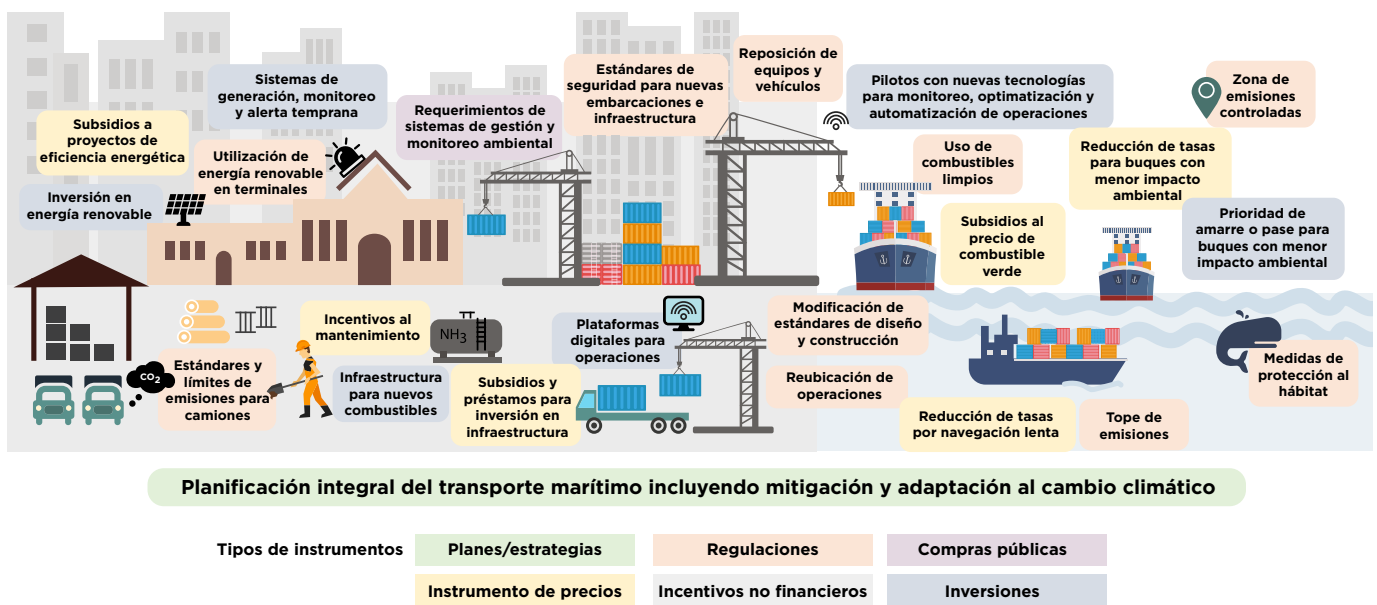 Subsidios a
proyectos de
eficiencia energética
Sistemas de
generación, monitoreo
y alerta temprana
Inversión en
energía renovable
Utilización de
energía renovable
en terminales
Requerimientos de
sistemas de gestión y
monitoreo ambiental
Estándares de
seguridad para nuevas
embarcaciones e
infraestructura
Reposición de
equipos y
vehículos
Pilotos con nuevas tecnologías
para monitoreo, optimatización y
automatización de operaciones
Zona de
emisiones
controladas
Uso de
combustibles
limpios
Reducción de tasas
para buques con
menor impacto
ambiental
Subsidios al
precio de
combustible
verde
Prioridad de
amarre o pase para
buques con menor
impacto ambiental
CO2
Estándares y
límites de
emisiones para
camiones
Incentivos al
mantenimiento
NH3
Infraestructura
para nuevos
combustibles
Subsidios y
préstamos para
inversión en
infraestructura
Plataformas
digitales para
operaciones
Modificación de
estándares de diseño
y construcción
Reubicación de
operaciones
Reducción de tasas
por navegación lenta
Tope de
emisiones
Medidas de
protección al
hábitat
Planificación integral del transporte marítimo incluyendo mitigación y adaptación al cambio climático
Tipos de instrumentos
Planes/estrategias
Regulaciones
Compras públicas
Instrumento de precios
Incentivos no financieros
Inversiones